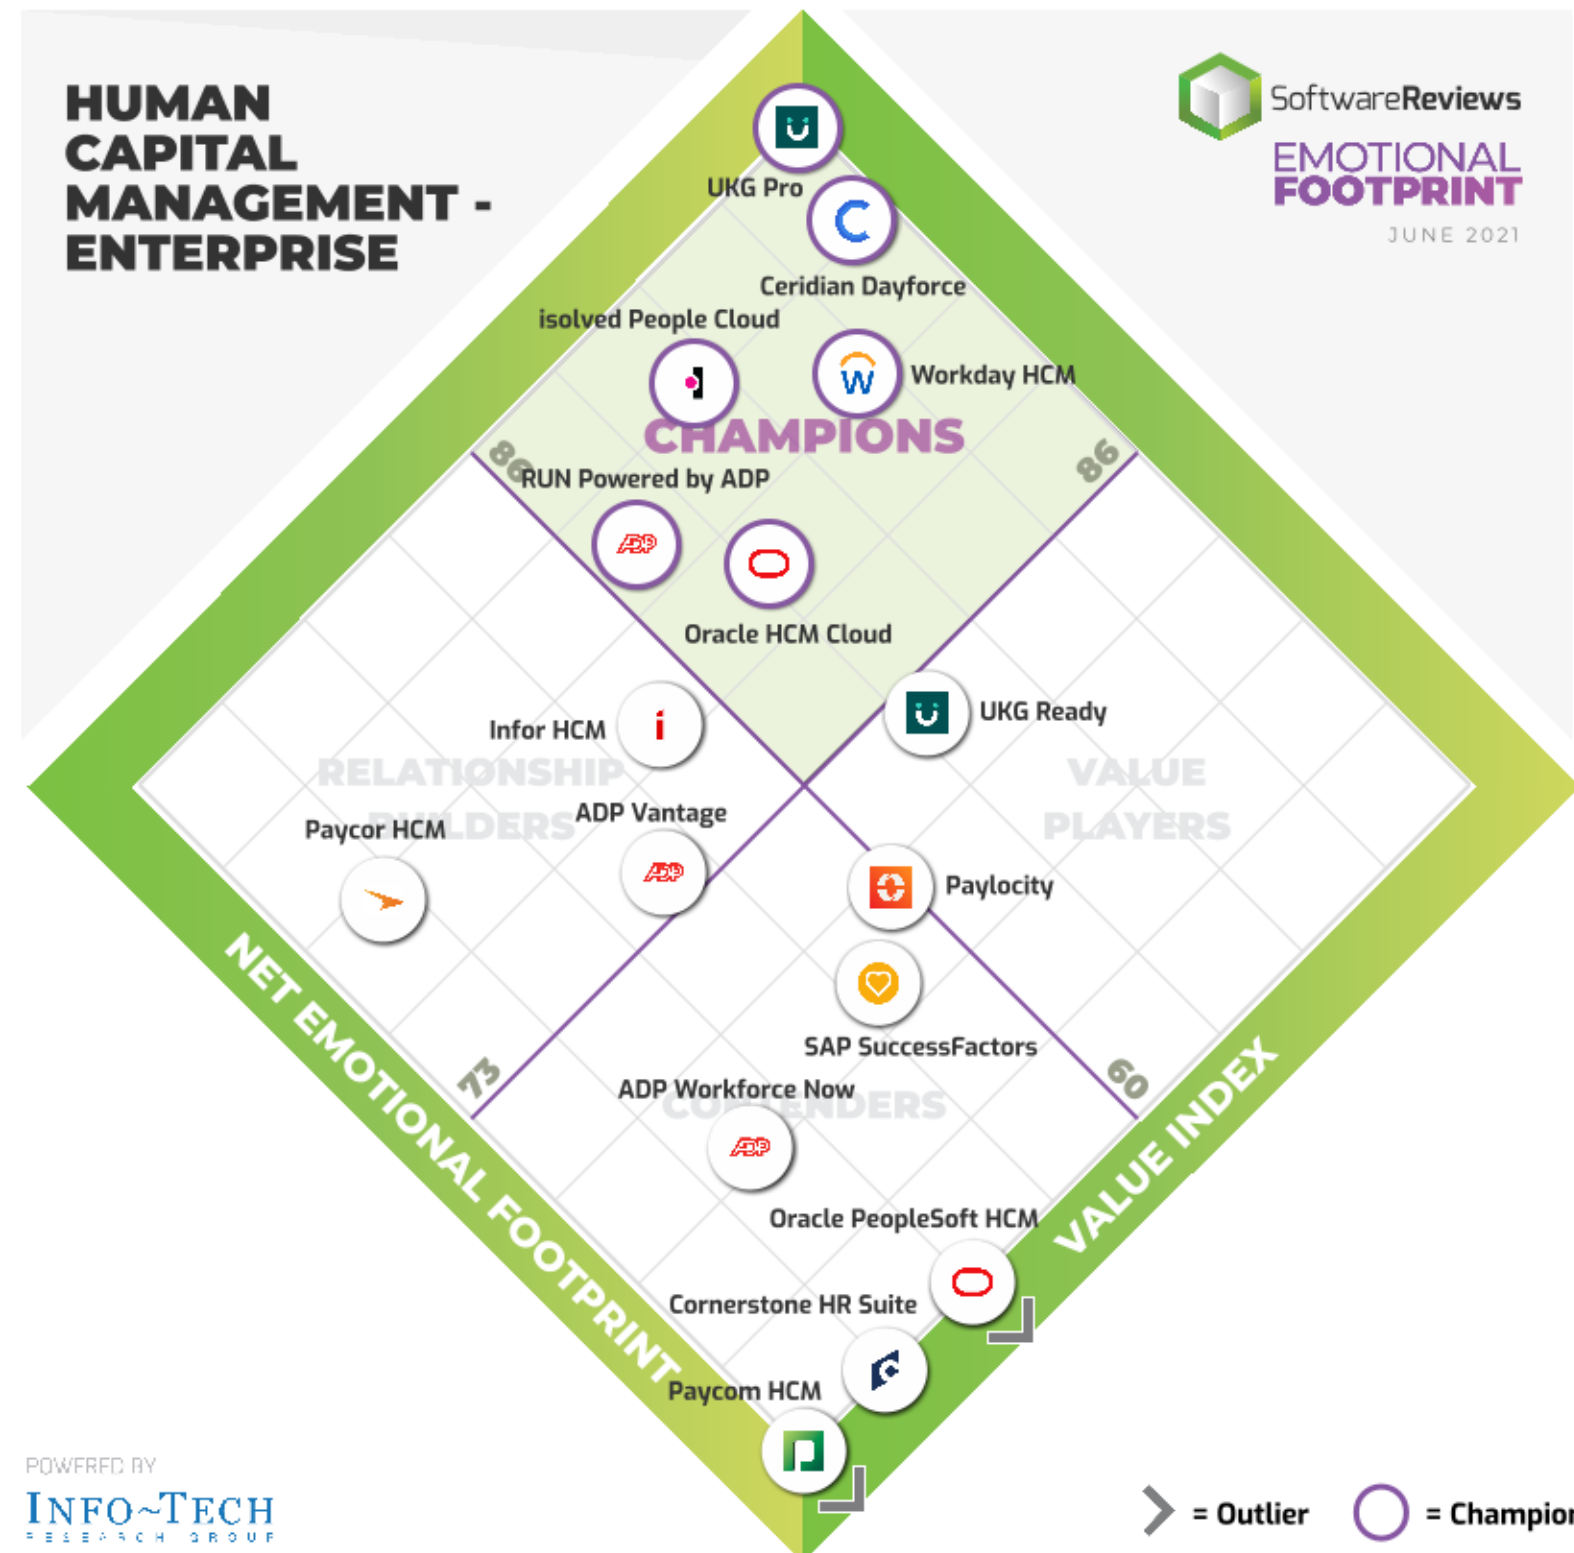 HUMAN
CAPITAL
MANAGEMENT -
ENTERPRISE
SoftwareReviews
EMOTIONAL
FOOTPRINT
JUNE 2021
UKG Pro
Ceridian Dayforce
isolved People Cloud
Workday HCM
CHAMPIONS
86
86
RUN Powered by ADP
ADP
Oracle HCM Cloud
Infor HCM
UKG Ready
RELATIONSHIP
BUILDERS
VALUE
PLAYERS
ADP Vantage
Paycor HCM
ADP
Paylocity
SAP SuccessFactors
73
60
ADP Workforce Now
CONTENDERS
ADP
NET EMOTIONAL FOOTPRINT
VALUE INDEX
Oracle PeopleSoft HCM
Cornerstone HR Suite
Paycom HCM
POWERED BY
INFO~TECH
RESEARCH GROUP
= Outlier
= Champion